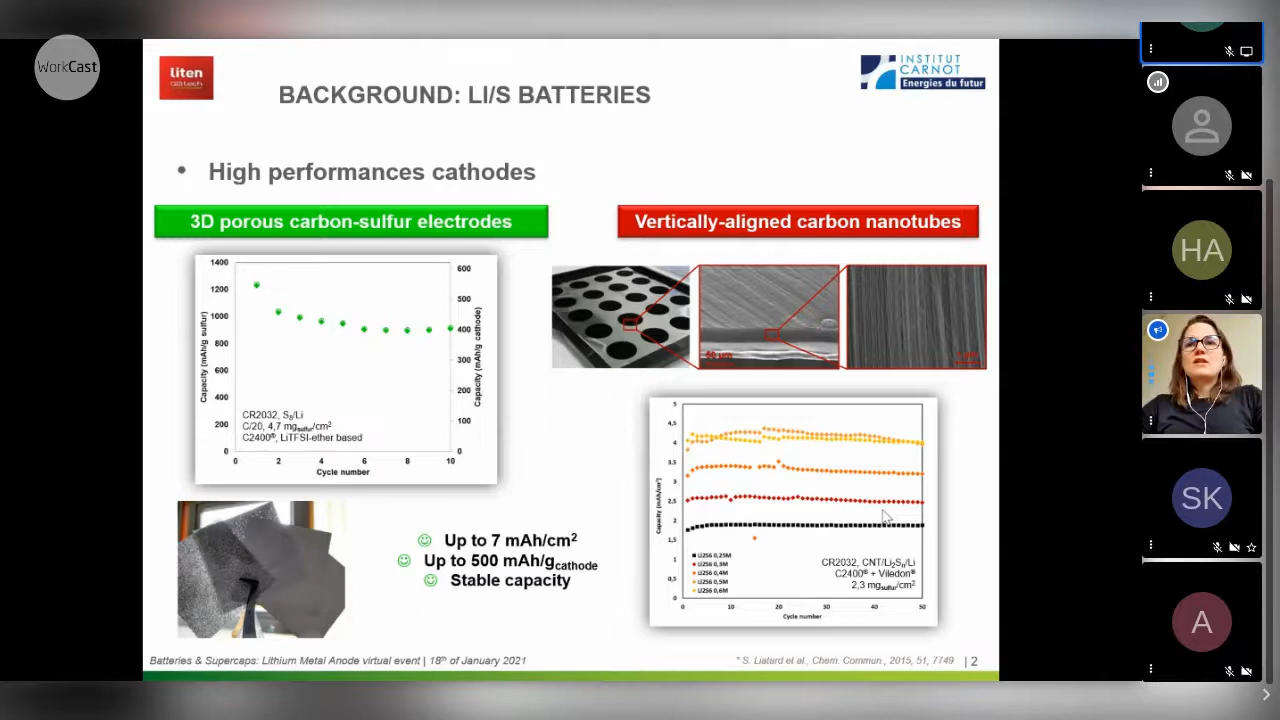 WorkCast
liten
BACKGROUND: LI/S BATTERIES
INSTITUT
CARNOT
Energies du futur
• High performances cathodes
3D porous carbon-sulfur electrodes
Capacity (mAh/g sulfur)
1400
1200
1000
800
600
400
200
0
600
500
400
300
200
100
0
Capacity (mAh/g cathode)
CR2032, S8/Li
C/20, 4,7 mgsulfur/cm²
C2400®, LiTFSI-ether based
0 2 4 6 8 10
Cycle number
Up to 7 mAh/cm²
Up to 500 mAh/gcathode
Stable capacity
Vertically-aligned carbon nanotubes
Capacity (mAh/cm²)
5
4,5
4
3,5
3
2,5
2
1,5
1
0,5
0
Li2S6 0,25M
Li2S6 0,3M
Li2S6 0,4M
Li2S6 0,5M
Li2S6 0,6M
CR2032, CNT/Li2Sn/Li
C2400® + Viledon®
2,3 mgsulfur/cm²
0 10 20 30 40 50
Cycle number
Batteries & Supercaps: Lithium Metal Anode virtual event | 18th of January 2021
* S. Liatard et al., Chem. Commun., 2015, 51, 7749 | 2
HA
SK
A